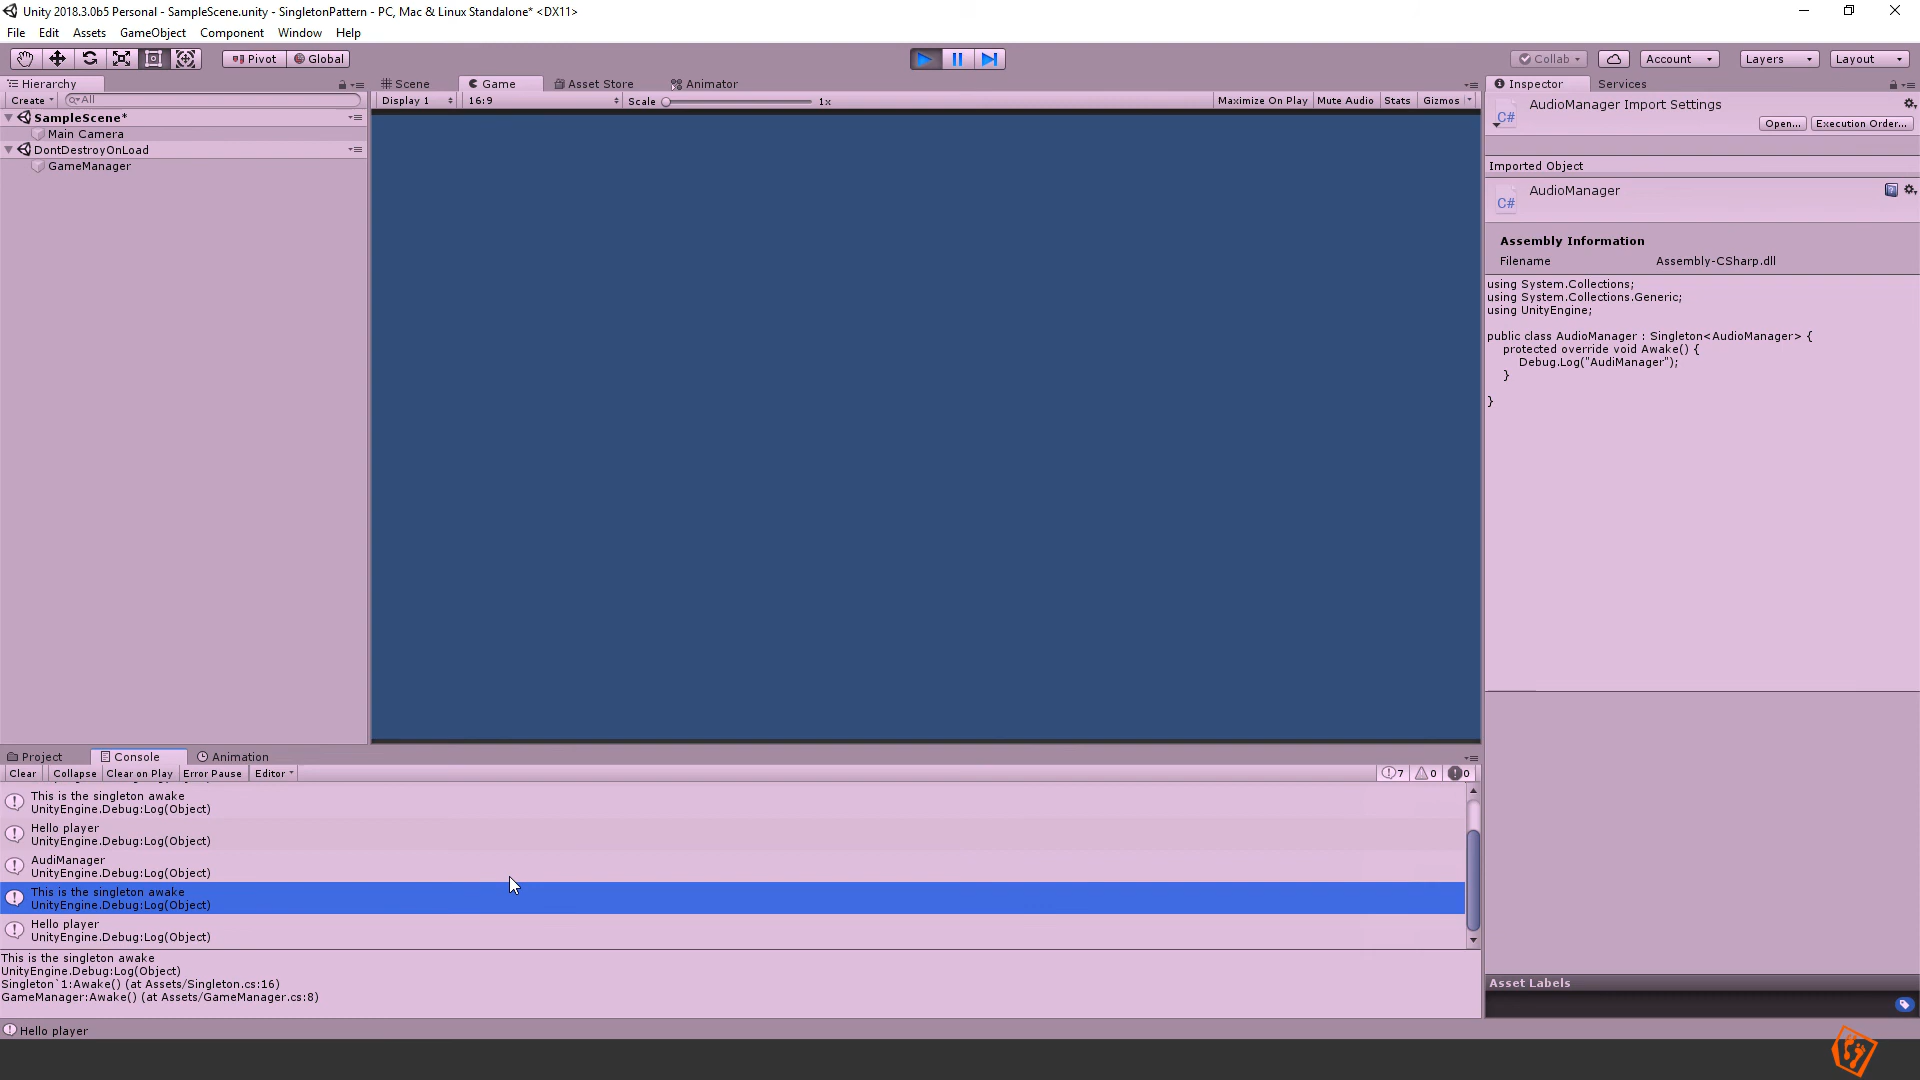 Unity 2018.3.0b5 Personal - SampleScene.unity - SingletonPattern - PC, Mac & Linux Standalone* <DX11>
File Edit Assets GameObject Component Window Help
Pivot Global Collab Account Layers Layout
Hierarchy Scene Game Asset Store Animator Inspector Services
Create All Display 1 16:9 Scale 1x Maximize On Play Mute Audio Stats Gizmos
AudioManager Import Settings
C#
Open... Execution Order...
SampleScene*
Main Camera
DontDestroyOnLoad
GameManager
Imported Object
AudioManager
C#
Assembly Information
Filename Assembly-CSharp.dll
using System.Collections;
using System.Collections.Generic;
using UnityEngine;
public class AudioManager : Singleton<AudioManager> {
protected override void Awake() {
Debug.Log("AudiManager");
}
}
Project Console Animation
Clear Collapse Clear on Play Error Pause Editor 7 0 0
This is the singleton awake
UnityEngine.Debug:Log(Object)
Hello player
UnityEngine.Debug:Log(Object)
AudiManager
UnityEngine.Debug:Log(Object)
This is the singleton awake
UnityEngine.Debug:Log(Object)
Hello player
UnityEngine.Debug:Log(Object)
This is the singleton awake
UnityEngine.Debug:Log(Object)
Singleton`1:Awake() (at Assets/Singleton.cs:16)
GameManager:Awake() (at Assets/GameManager.cs:8)
Asset Labels
Hello player